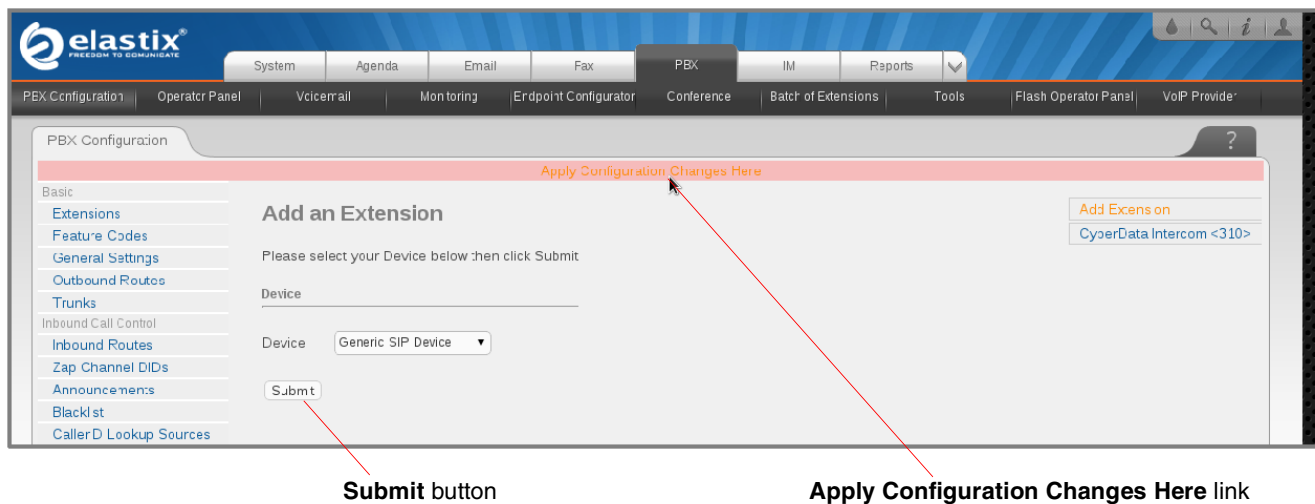 elastix®
FREEDOM TO COMUNICATE
System Agenda Email Fax PBX IM Reports
PBX Configuration Operator Panel Voicemail Monitoring Endpoint Configurator Conference Batch of Extensions Tools Flash Operator Panel VoIP Provider
PBX Configuration ?
Apply Configuration Changes Here
Basic
Extensions
Feature Codes
General Settings
Outbound Routes
Trunks
Inbound Call Control
Inbound Routes
Zap Channel DIDs
Announcements
Blacklist
CallerID Lookup Sources
Add an Extension
Please select your Device below then click Submit
Device
Device Generic SIP Device
Submit
Add Extension
CyberData Intercom <310>
Submit button
Apply Configuration Changes Here link